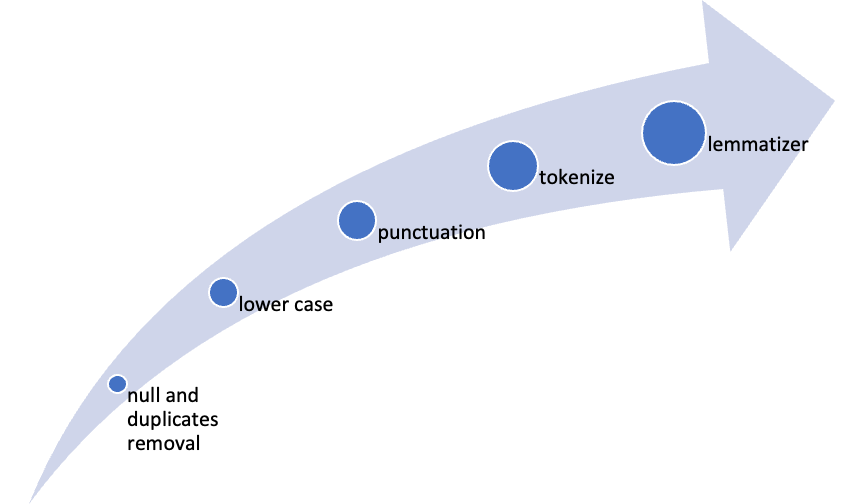 null and
duplicates
removal
lower case
punctuation
tokenize
lemmatizer